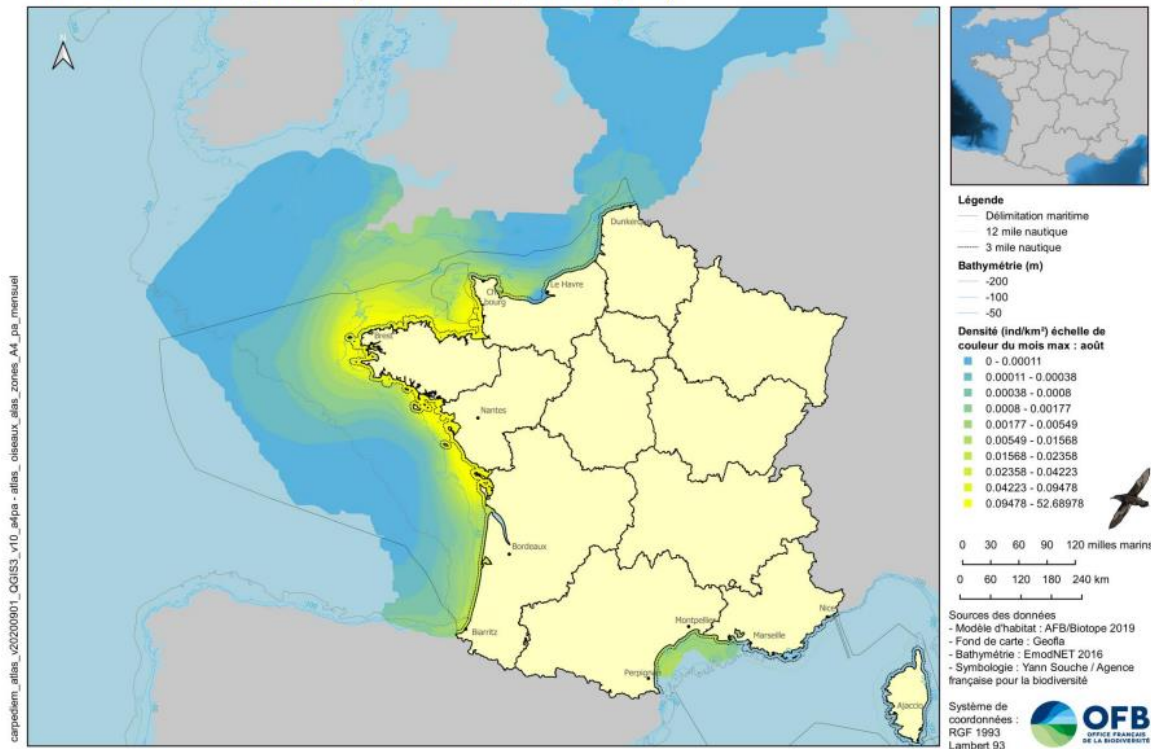 N
Dunkerque
Le Havre
Ch
bourg
Brest
Nantes
Bordeaux
Biarritz
Montpellier
Nice
Marseille
Perpignan
Ajaccio
carpediem_atlas_v20200901_QGIS3_v10_a4pa - atlas_ oiseaux_alas_zones_A4_pa_mensuel
Légende
Délimitation maritime
12 mile nautique
3 mile nautique
Bathymétrie (m)
-200
-100
-50
Densité (ind/km²) échelle de
couleur du mois max : août
0 - 0.00011
0.00011 - 0.00038
0.00038 - 0.0008
0.0008 - 0.00177
0.00177 - 0.00549
0.00549 - 0.01568
0.01568 - 0.02358
0.02358 - 0.04223
0.04223 - 0.09478
0.09478 - 52.68978
0 30 60 90 120 milles marins
0 60 120 180 240 km
Sources des données
- Modèle d'habitat : AFB/Biotope 2019
- Fond de carte : Geofla
- Bathymétrie : EmodNET 2016
- Symbologie : Yann Souche / Agence
française pour la biodiversité
Système de
coordonnées :
RGF 1993
Lambert 93
OFB
OFFICE FRANÇAIS
DE LA BIODIVERSITÉ